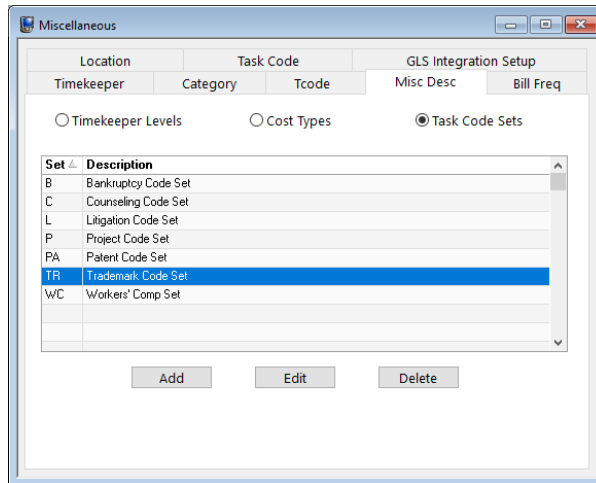 Miscellaneous
Location Task Code GLS Integration Setup
Timekeeper Category Tcode Misc Desc Bill Freq
Timekeeper Levels Cost Types Task Code Sets
Set Description
B Bankruptcy Code Set
C Counseling Code Set
L Litigation Code Set
P Project Code Set
PA Patent Code Set
TR Trademark Code Set
WC Workers' Comp Set
Add Edit Delete